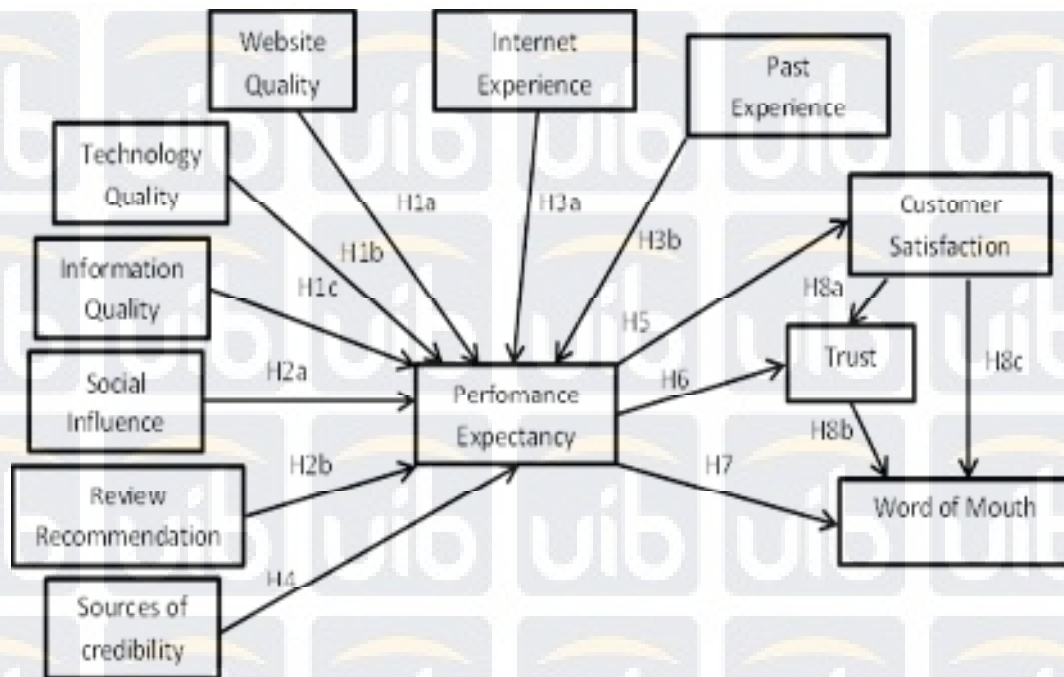 Website
Quality
Internet
Experience
Past
Experience
Technology
Quality
Information
Quality
Social
Influence
Review
Recommendation
Sources of
credibility
H1a
H1b
H1c
H2a
H2b
H3a
H3b
H4
Perfomance
Expectancy
H5
H6
H7
Customer
Satisfaction
H8a
Trust
H8b
H8c
Word of Mouth
uib